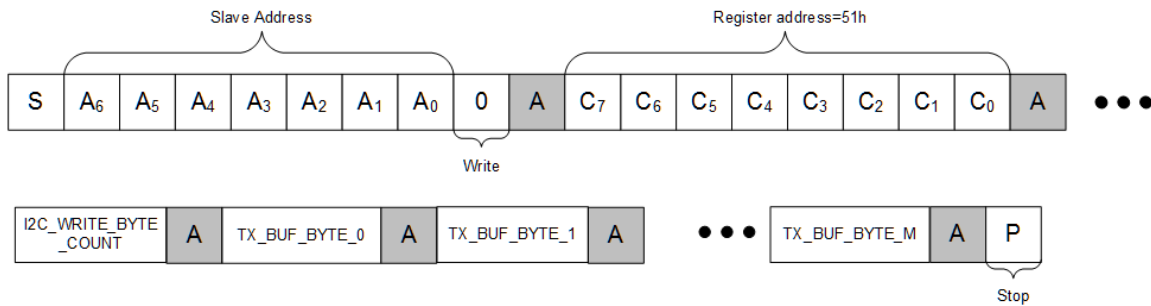 Slave Address
Register address=51h
S A₆ A₅ A₄ A₃ A₂ A₁ A₀ 0 A C₇ C₆ C₅ C₄ C₃ C₂ C₁ C₀ A •••
Write
I2C_WRITE_BYTE
_COUNT
A TX_BUF_BYTE_0 A TX_BUF_BYTE_1 A ••• TX_BUF_BYTE_M A P
Stop